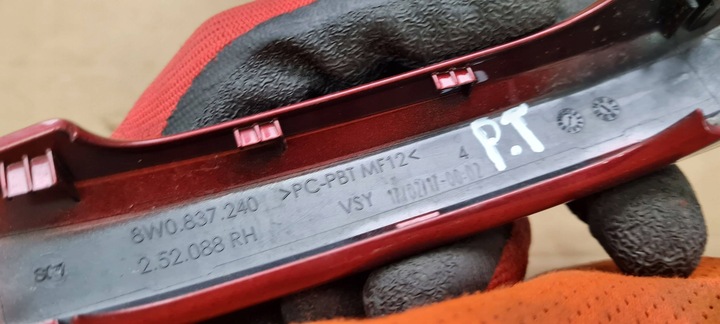 8W0.837.240 >PC-PBT MF12< 4 P.T
2.52.088 RH VSY